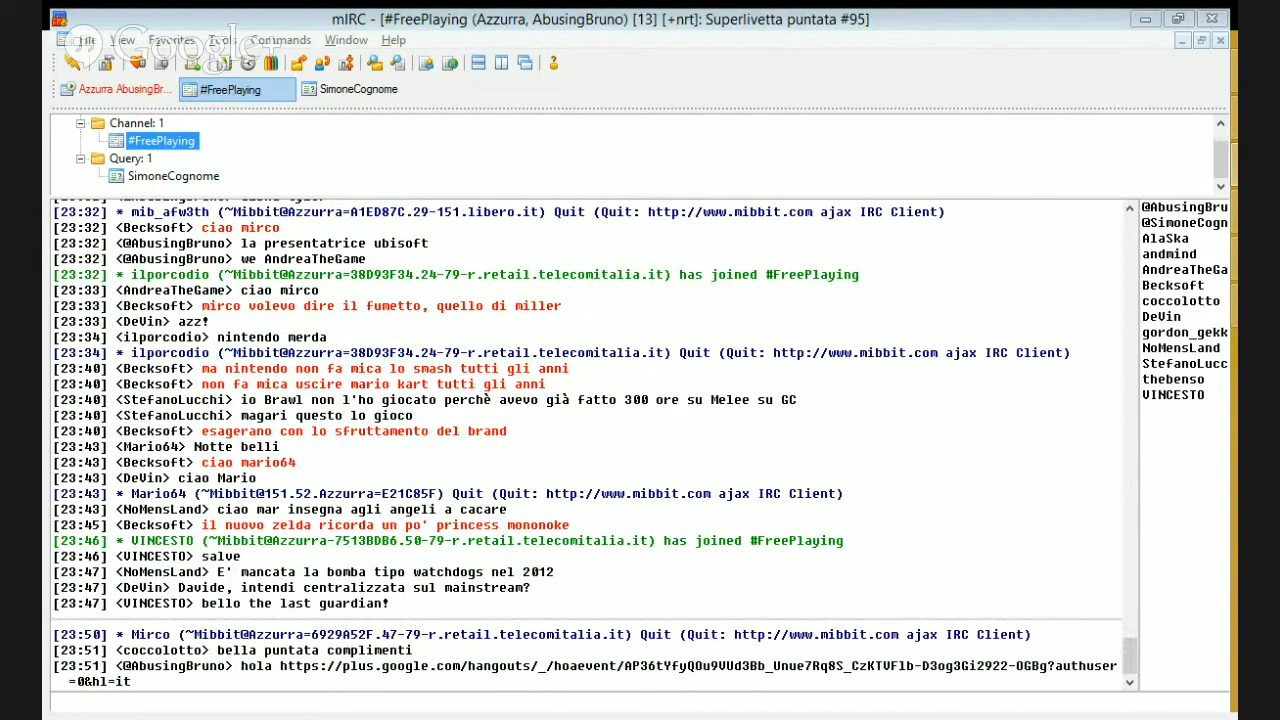 mIRC - [#FreePlaying (Azzurra, AbusingBruno) [13] [+nrt]: Superlivetta puntata #95]
File View Favorites Tools Commands Window Help
Google+
Azzurra AbusingBr... #FreePlaying SimoneCognome
Channel: 1
#FreePlaying
Query: 1
SimoneCognome
[23:32] * mib_afw3th (~Mibbit@Azzurra=A1ED87C.29-151.libero.it) Quit (Quit: http://www.mibbit.com ajax IRC Client)
[23:32] <Becksoft> ciao mirco
[23:32] <@AbusingBruno> la presentatrice ubisoft
[23:32] <@AbusingBruno> we AndreaTheGame
[23:32] * ilporcodio (~Mibbit@Azzurra=38D93F34.24-79-r.retail.telecomitalia.it) has joined #FreePlaying
[23:33] <AndreaTheGame> ciao mirco
[23:33] <Becksoft> mirco volevo dire il fumetto, quello di miller
[23:33] <DeVin> azz!
[23:34] <ilporcodio> nintendo merda
[23:34] * ilporcodio (~Mibbit@Azzurra=38D93F34.24-79-r.retail.telecomitalia.it) Quit (Quit: http://www.mibbit.com ajax IRC Client)
[23:40] <Becksoft> ma nintendo non fa mica lo smash tutti gli anni
[23:40] <Becksoft> non fa mica uscire mario kart tutti gli anni
[23:40] <StefanoLucchi> io Brawl non l'ho giocato perchè avevo già fatto 300 ore su Melee su GC
[23:40] <StefanoLucchi> magari questo lo gioco
[23:40] <Becksoft> esagerano con lo sfruttamento del brand
[23:43] <Mario64> Notte belli
[23:43] <Becksoft> ciao mario64
[23:43] <DeVin> ciao Mario
[23:43] * Mario64 (~Mibbit@151.52.Azzurra=E21C85F) Quit (Quit: http://www.mibbit.com ajax IRC Client)
[23:43] <NoMensLand> ciao mar insegna agli angeli a cacare
[23:45] <Becksoft> il nuovo zelda ricorda un po' princess mononoke
[23:46] * VINCESTO (~Mibbit@Azzurra-7513BDB6.50-79-r.retail.telecomitalia.it) has joined #FreePlaying
[23:46] <VINCESTO> salve
[23:47] <NoMensLand> E' mancata la bomba tipo watchdogs nel 2012
[23:47] <DeVin> Davide, intendi centralizzata sul mainstream?
[23:47] <VINCESTO> bello the last guardian!
[23:50] * Mirco (~Mibbit@Azzurra=6929A52F.47-79-r.retail.telecomitalia.it) Quit (Quit: http://www.mibbit.com ajax IRC Client)
[23:51] <coccolotto> bella puntata complimenti
[23:51] <@AbusingBruno> hola https://plus.google.com/hangouts/_/hoaevent/AP36tYfyQOu9VUd3Bb_Unue7Rq8S_CzKTVFlb-D3og3Gi2922-OGBg?authuser
=0&hl=it
@AbusingBru
@SimoneCogn
AlaSka
andmind
AndreaTheGa
Becksoft
coccolotto
DeVin
gordon_gekk
NoMensLand
StefanoLucc
thebenso
VINCESTO